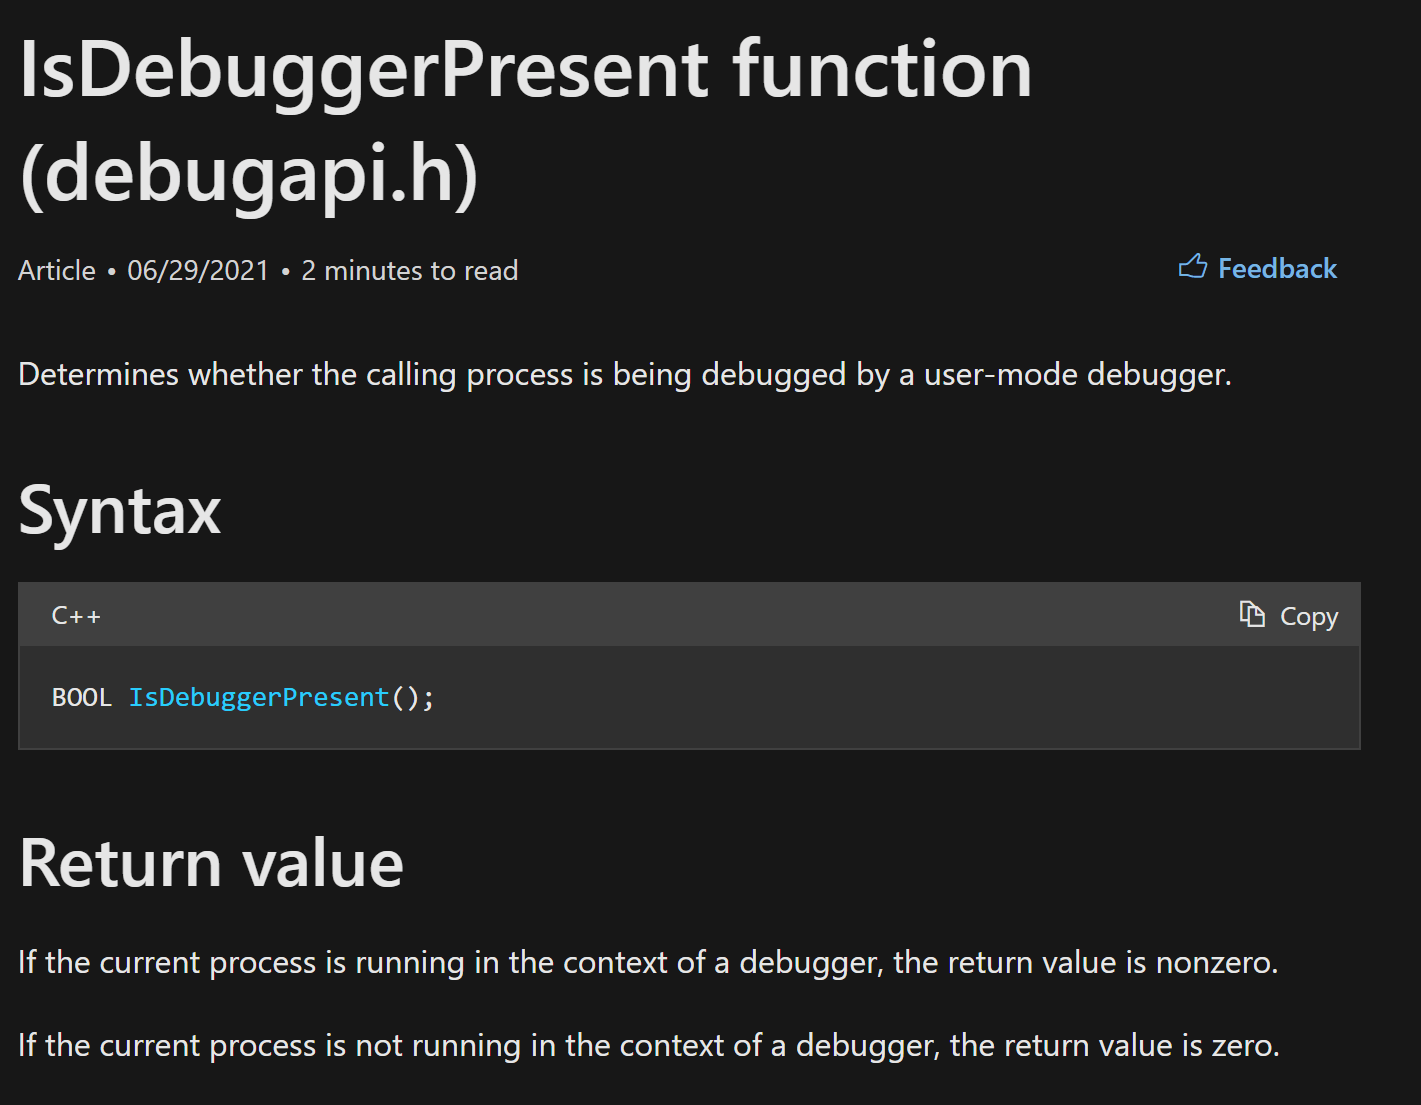 IsDebuggerPresent function
(debugapi.h)
Article • 06/29/2021 • 2 minutes to read
Feedback
Determines whether the calling process is being debugged by a user-mode debugger.
Syntax
C++
Copy
BOOL IsDebuggerPresent();
Return value
If the current process is running in the context of a debugger, the return value is nonzero.
If the current process is not running in the context of a debugger, the return value is zero.